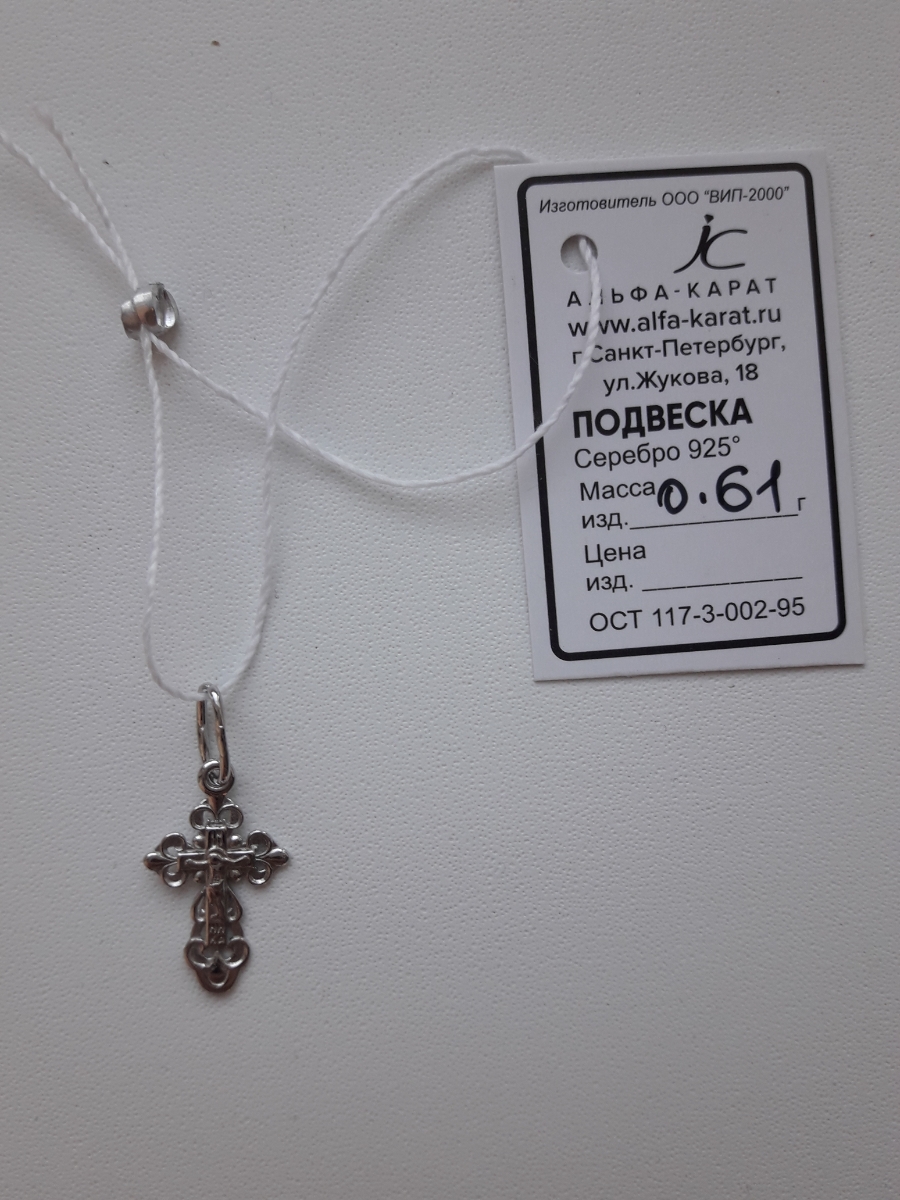 Изготовитель ООО "ВИП-2000"
АЛЬФА-КАРАТ
www.alfa-karat.ru
г.Санкт-Петербург,
ул.Жукова, 18
ПОДВЕСКА
Серебро 925°
Масса
изд. 0.61 г
Цена
изд.
ОСТ 117-3-002-95